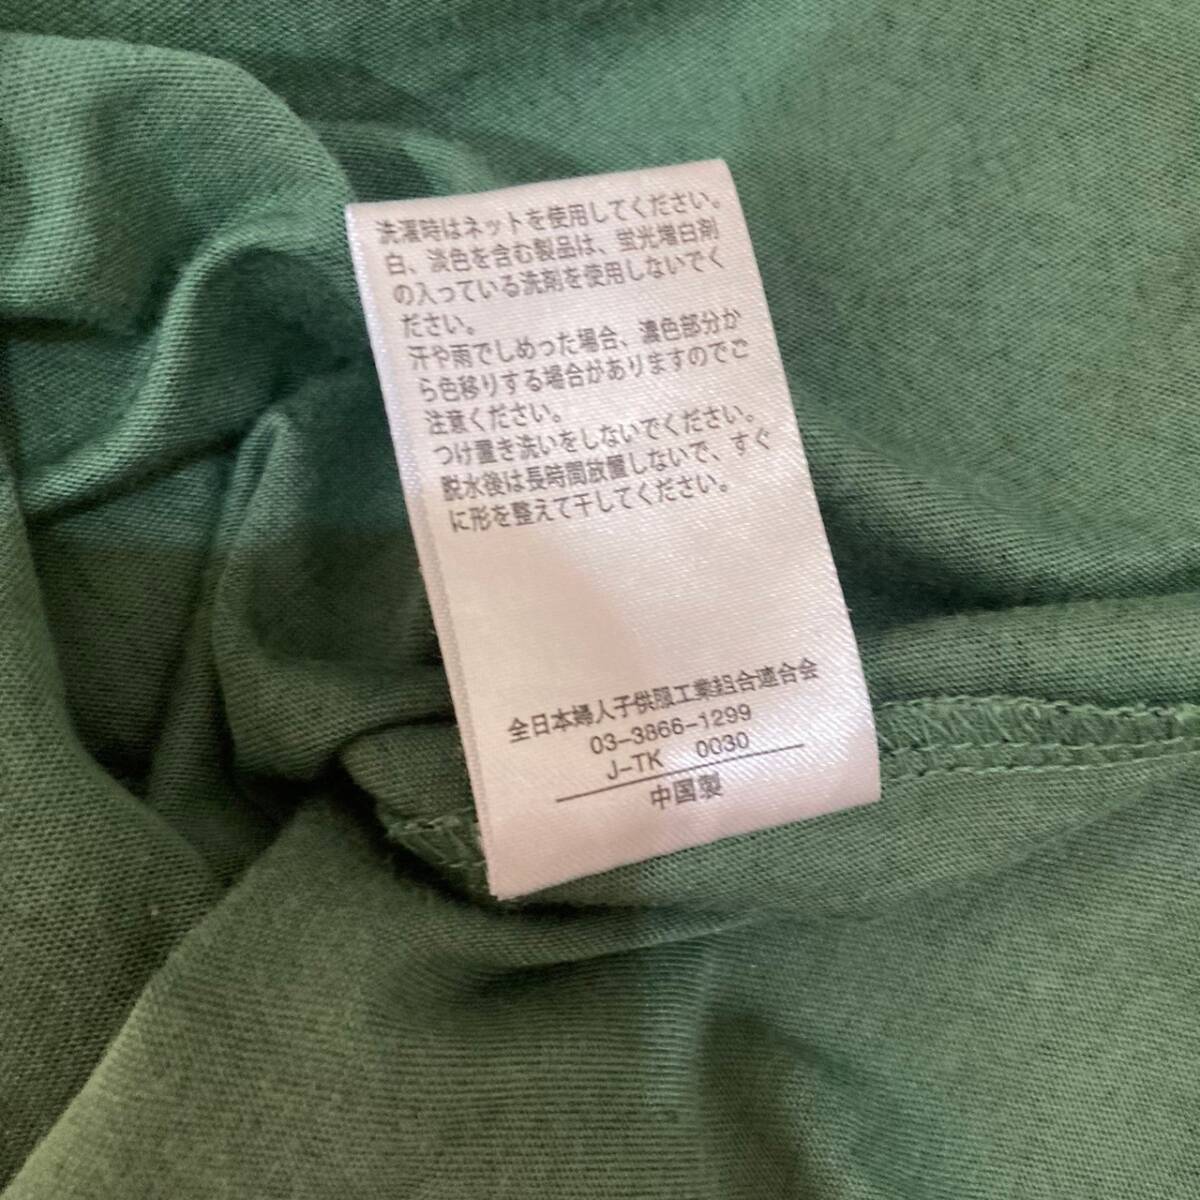 洗濯時はネットを使用してください。
白、淡色を含む製品は、蛍光増白剤
の入っている洗剤を使用しないでく
ださい。
汗や雨でしめった場合、濃色部分か
ら色移りする場合がありますのでご
注意ください。
つけ置き洗いをしないでください。
脱水後は長時間放置しないで、すぐ
に形を整えて干してください。
全日本婦人子供服工業組合連合会
03-3866-1299
J-TK 0030
中国製